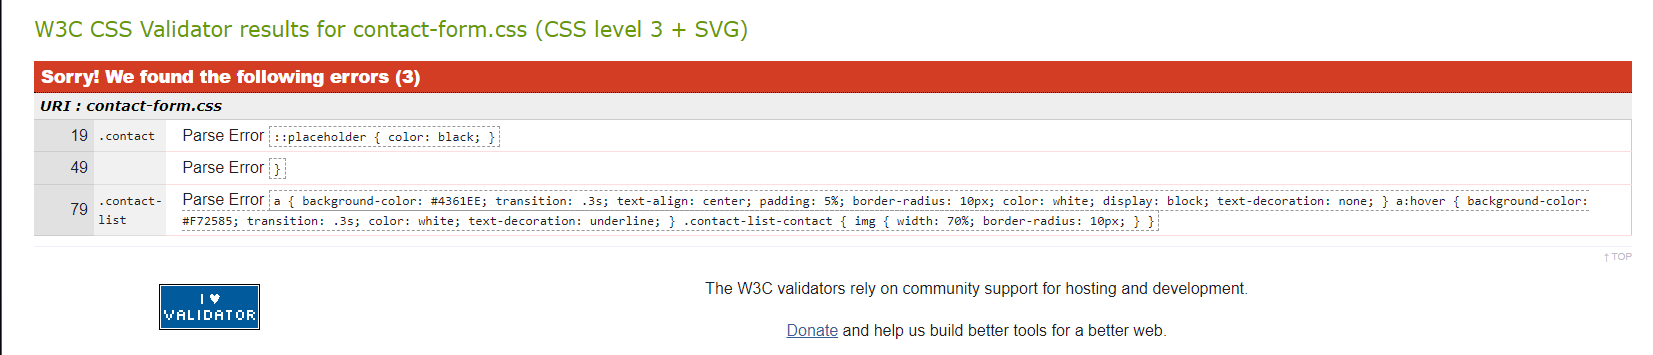 W3C CSS Validator results for contact-form.css (CSS level 3 + SVG)
Sorry! We found the following errors (3)
URI : contact-form.css
19 .contact Parse Error ::placeholder { color: black; }
49 Parse Error }
79 .contact-list Parse Error a { background-color: #4361EE; transition: .3s; text-align: center; padding: 5%; border-radius: 10px; color: white; display: block; text-decoration: none; } a:hover { background-color:
#F72585; transition: .3s; color: white; text-decoration: underline; } .contact-list-contact { img { width: 70%; border-radius: 10px; } }
↑ TOP
I ♥
VALIDATOR
The W3C validators rely on community support for hosting and development.
Donate and help us build better tools for a better web.